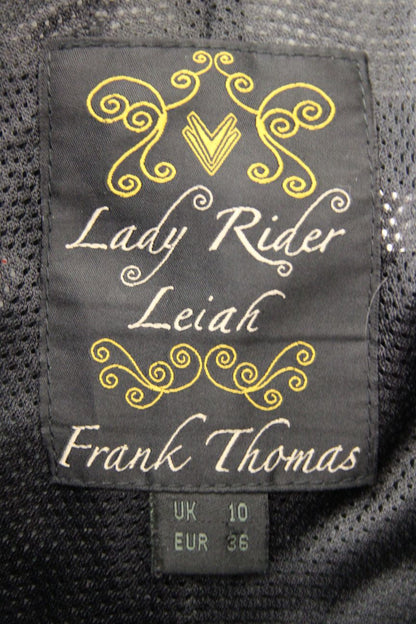 Lady Rider
Leiah
Frank Thomas
UK 10
EUR 36